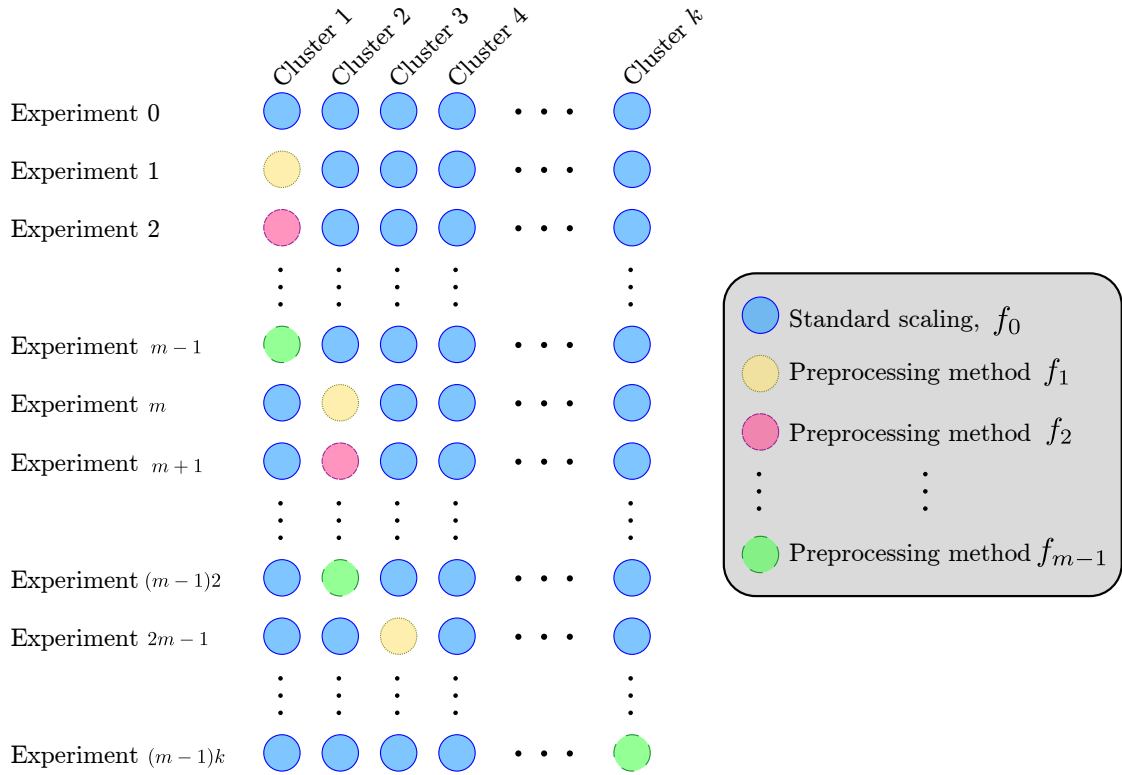 Cluster 1
Cluster 2
Cluster 3
Cluster 4
Cluster k
Experiment 0
Experiment 1
Experiment 2
Experiment m − 1
Experiment m
Experiment m + 1
Experiment (m−1)2
Experiment 2m − 1
Experiment (m−1)k
Standard scaling, f₀
Preprocessing method f₁
Preprocessing method f₂
Preprocessing method fₘ₋₁